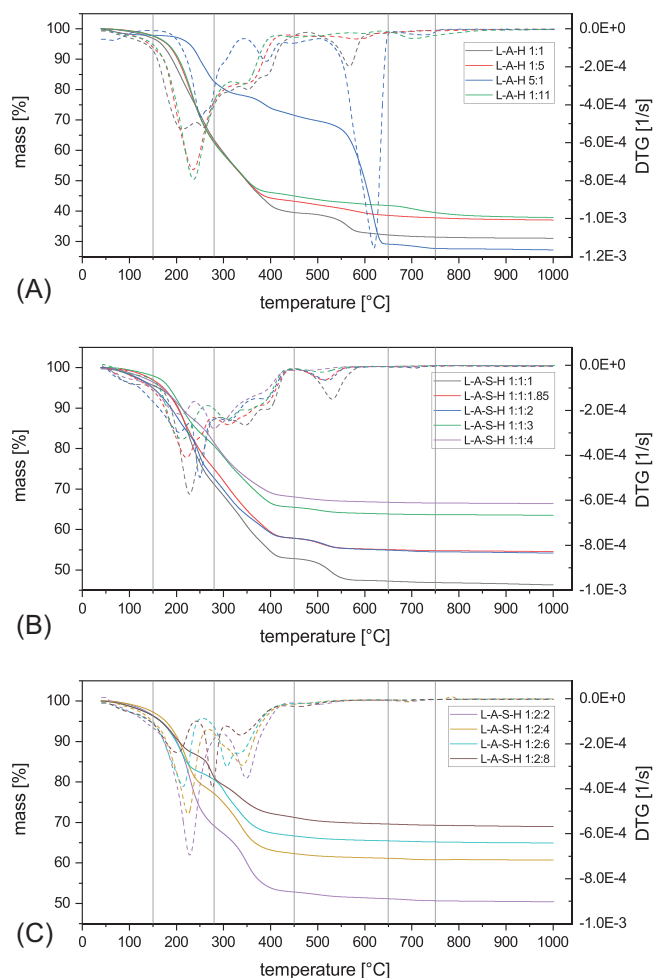 100
90
80
70
60
50
40
30
mass [%]
0.0E+0
-2.0E-4
-4.0E-4
-6.0E-4
-8.0E-4
-1.0E-3
-1.2E-3
DTG [1/s]
L-A-H 1:1
L-A-H 1:5
L-A-H 5:1
L-A-H 1:11
0 100 200 300 400 500 600 700 800 900 1000
temperature [°C]
(A)
100
90
80
70
60
50
mass [%]
0.0E+0
-2.0E-4
-4.0E-4
-6.0E-4
-8.0E-4
-1.0E-3
DTG [1/s]
L-A-S-H 1:1:1
L-A-S-H 1:1:1.85
L-A-S-H 1:1:2
L-A-S-H 1:1:3
L-A-S-H 1:1:4
0 100 200 300 400 500 600 700 800 900 1000
temperature [°C]
(B)
100
90
80
70
60
50
mass [%]
0.0E+0
-2.0E-4
-4.0E-4
-6.0E-4
-8.0E-4
-1.0E-3
DTG [1/s]
L-A-S-H 1:2:2
L-A-S-H 1:2:4
L-A-S-H 1:2:6
L-A-S-H 1:2:8
0 100 200 300 400 500 600 700 800 900 1000
temperature [°C]
(C)